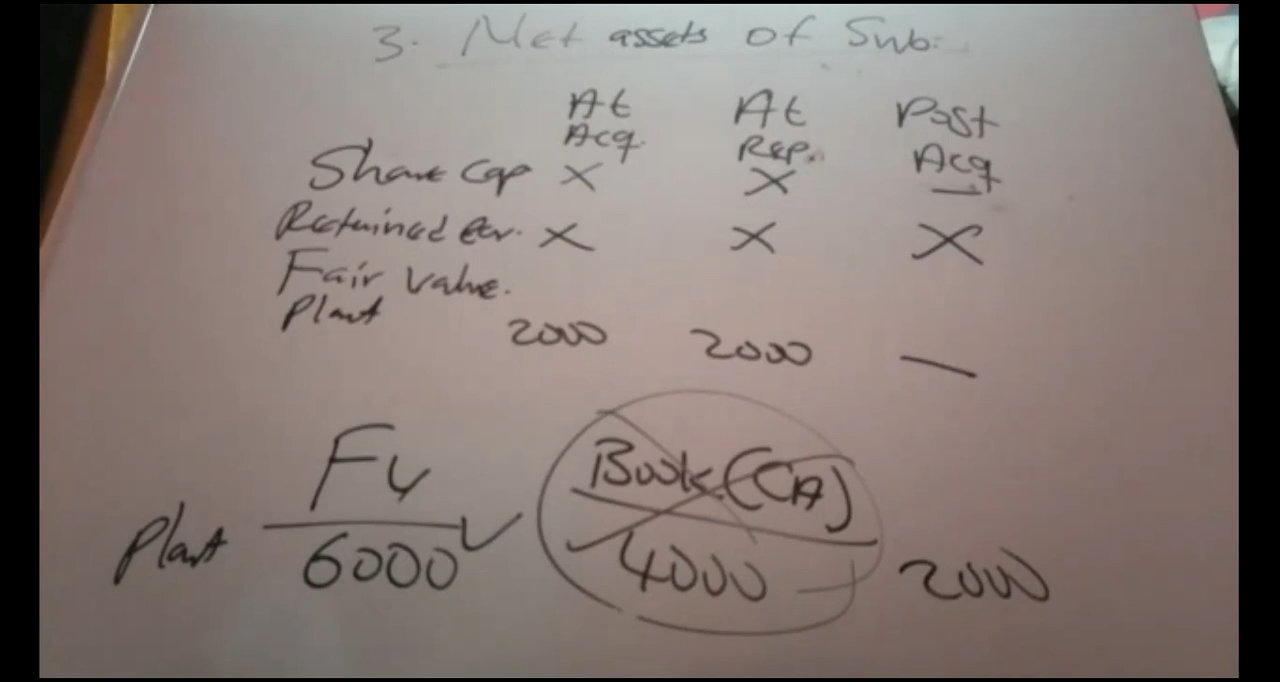 3. Net assets of Sub:
At Acq. At Rep. Post Acq
Share Cap X X —
Retained ear. X X X
Fair Value.
Plant 2000 2000 —
FV Book (CA)
Plant 6000 ✓ 4000 2000